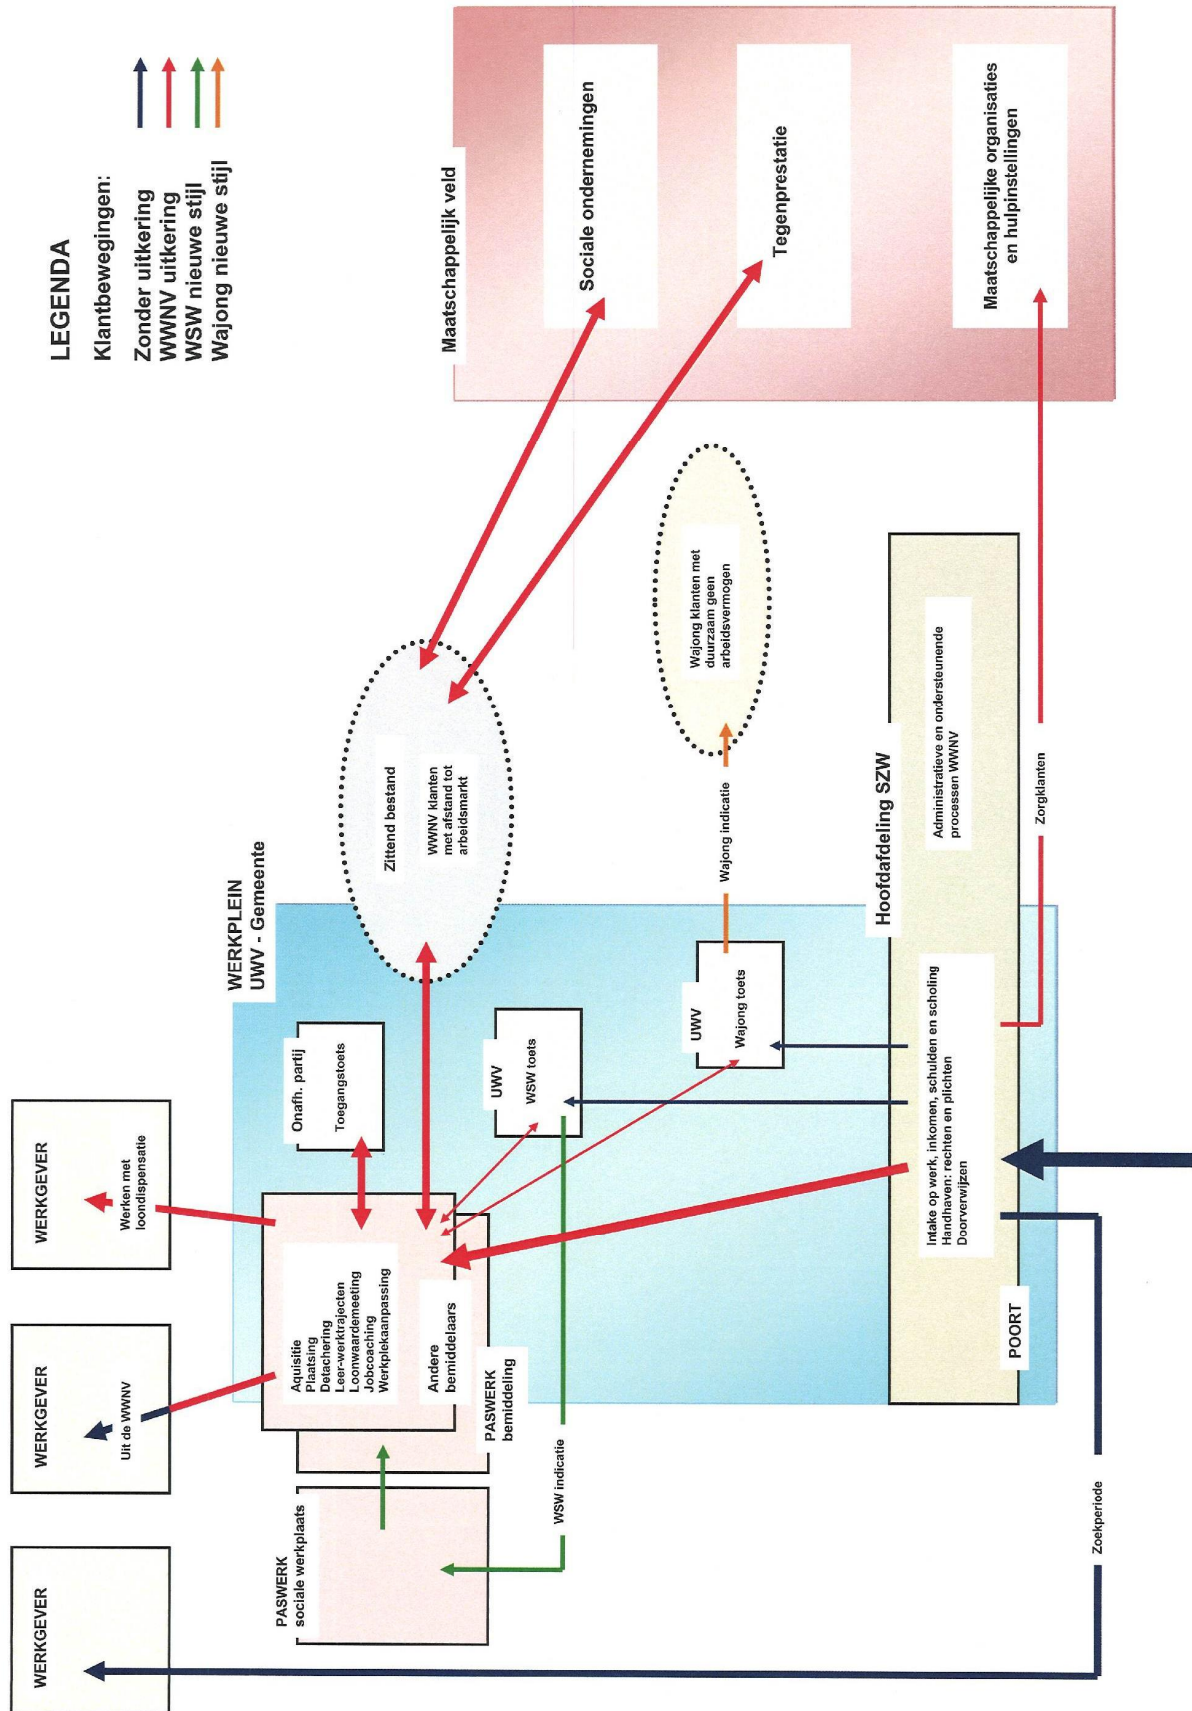 LEGENDA
Klantbewegingen:
Zonder uitkering
WWNV uitkering
WSW nieuwe stijl
Wajong nieuwe stijl
WERKGEVER
WERKGEVER
Uit de WWNV
WERKGEVER
Werken met
loondispensatie
WERKPLEIN
UWV - Gemeente
PASWERK
sociale werkplaats
Aquisitie
Plaatsing
Detachering
Leer-werktrajecten
Loonwaardemeeting
Jobcoaching
Werkplekaanpassing
Andere
bemiddelaars
PASWERK
bemiddeling
Onafh. partij
Toegangstoets
UWV
WSW toets
WSW indicatie
UWV
Wajong toets
Wajong indicatie
Zittend bestand
WWNV klanten
met afstand tot
arbeidsmarkt
Wajong klanten met
duurzaam geen
arbeidsvermogen
Maatschappelijk veld
Sociale ondernemingen
Tegenprestatie
Maatschappelijke organisaties
en hulpinstellingen
Hoofdafdeling SZW
Intake op werk, inkomen, schulden en scholing
Handhaven: rechten en plichten
Doorverwijzen
Administratieve en ondersteunende
processen WWNV
POORT
Zoekperiode
Zorgklanten